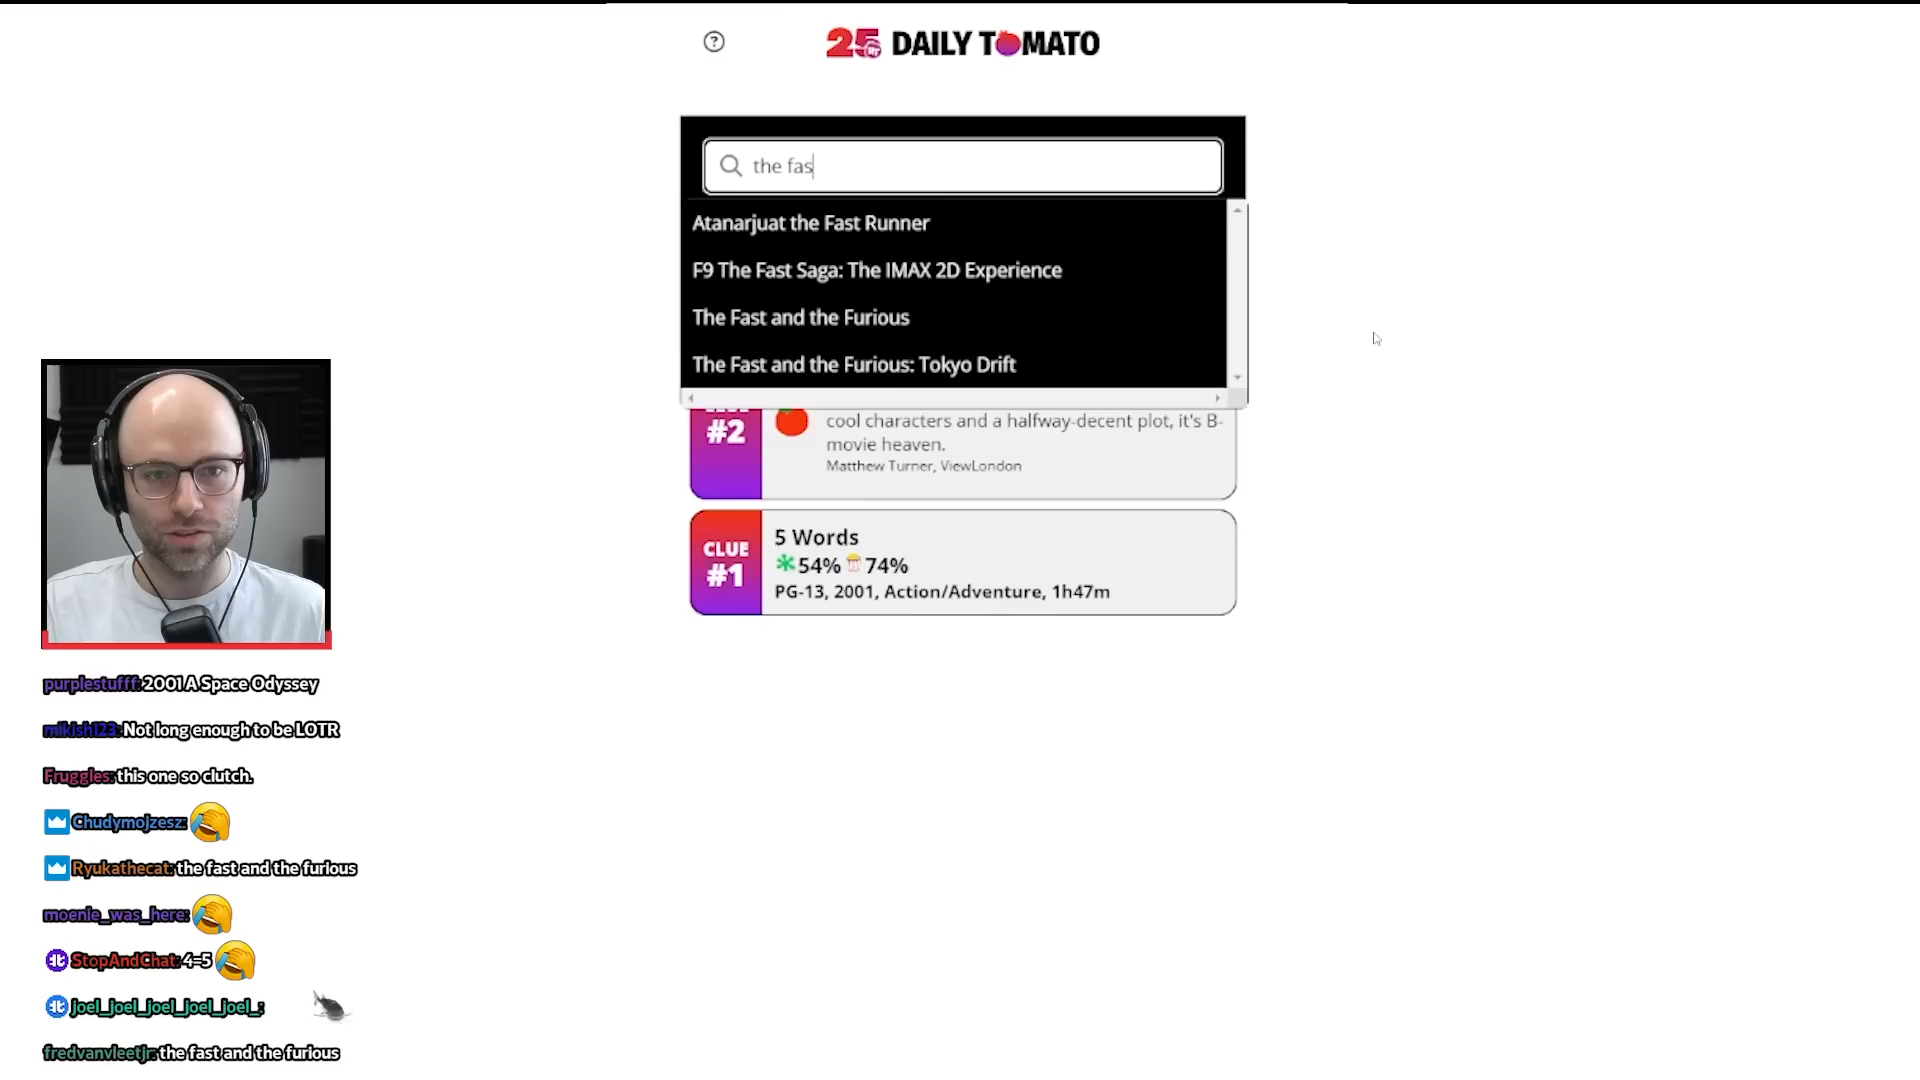 25 DAILY TOMATO
the fas
Atanarjuat the Fast Runner
F9 The Fast Saga: The IMAX 2D Experience
The Fast and the Furious
The Fast and the Furious: Tokyo Drift
CLUE
#2
cool characters and a halfway-decent plot, it's B-
movie heaven.
Matthew Turner, ViewLondon
CLUE
#1
5 Words
54% 74%
PG-13, 2001, Action/Adventure, 1h47m
purplestufff: 2001 A Space Odyssey
mikish123: Not long enough to be LOTR
Fruggles: this one so clutch.
Chudymojzesz:
Ryukathecat: the fast and the furious
moenie_was_here:
StopAndChat: 4=5
joel_joel_joel_joel_joel_:
fredvanvleetjr: the fast and the furious